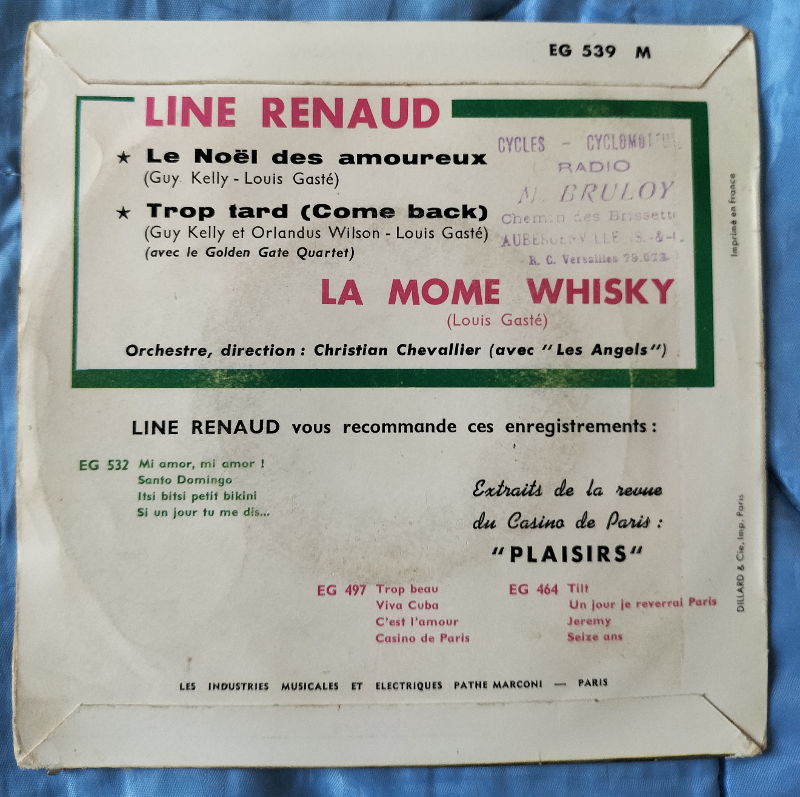 EG 539 M
LINE RENAUD
★ Le Noël des amoureux
(Guy Kelly - Louis Gasté)
★ Trop tard (Come back)
(Guy Kelly et Orlandus Wilson - Louis Gasté)
(avec le Golden Gate Quartet)
CYCLES - CYCLOMOT
RADIO
M. BRULOY
Chemin des
R. C. Versailles
LA MOME WHISKY
(Louis Gasté)
Orchestre, direction : Christian Chevallier (avec "Les Angels")
Imprimé en France
LINE RENAUD vous recommande ces enregistrements :
EG 532 Mi amor, mi amor !
Santo Domingo
Itsi bitsi petit bikini
Si un jour tu me dis...
Extraits de la revue
du Casino de Paris :
"PLAISIRS"
EG 497 Trop beau
Viva Cuba
C'est l'amour
Casino de Paris
EG 464 Tilt
Un jour je reverrai Paris
Jeremy
Seize ans
DILLARD & Cie, Imp. Paris
LES INDUSTRIES MUSICALES ET ELECTRIQUES PATHE MARCONI — PARIS